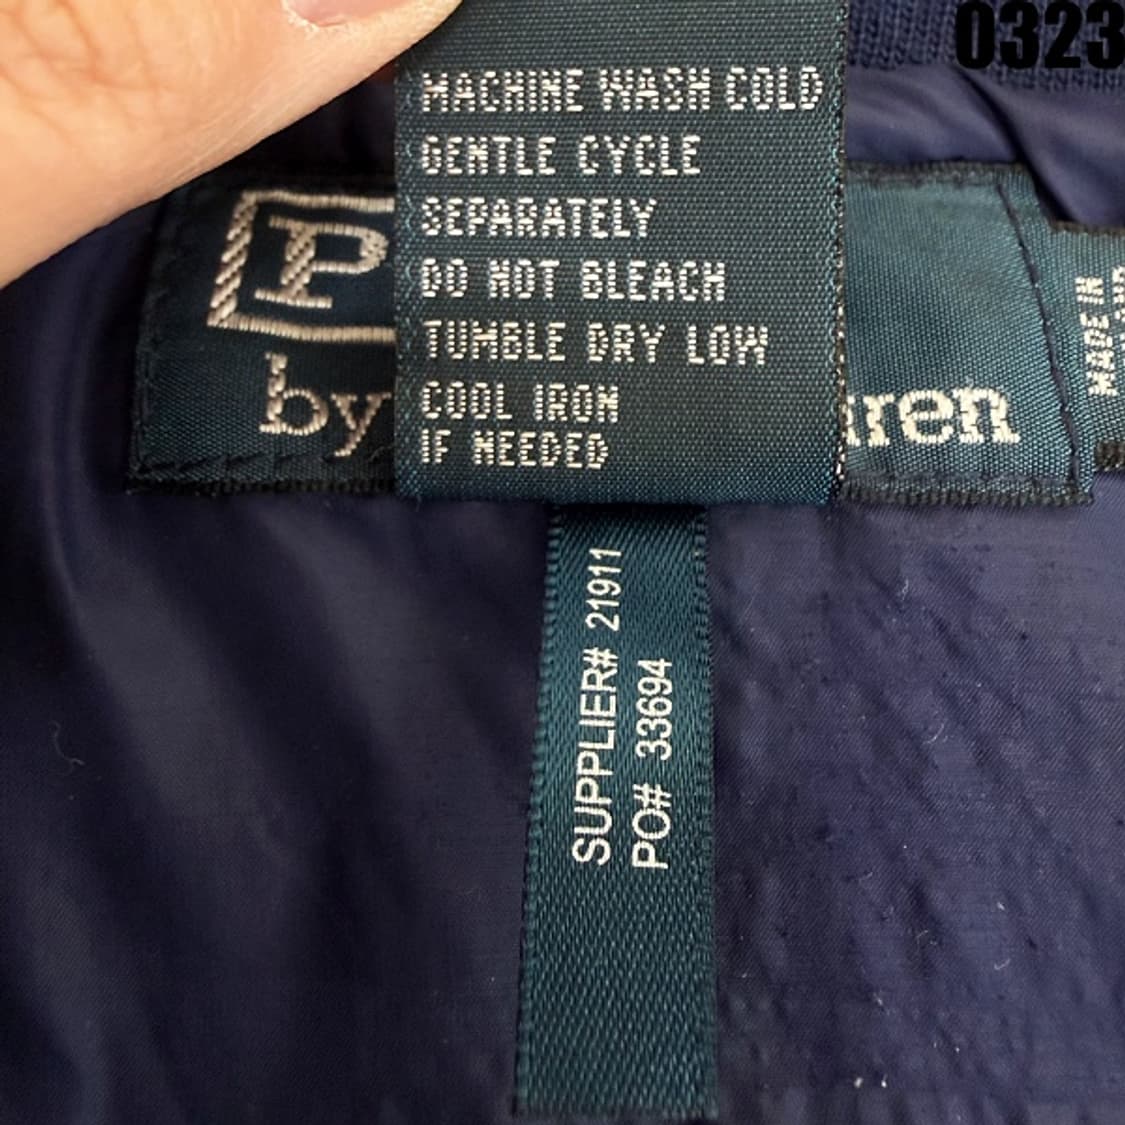 0323
MACHINE WASH COLD
GENTLE CYCLE
SEPARATELY
DO NOT BLEACH
TUMBLE DRY LOW
COOL IRON
IF NEEDED
P
by
uren
MADE IN
SUPPLIER# 21911
PO# 33694